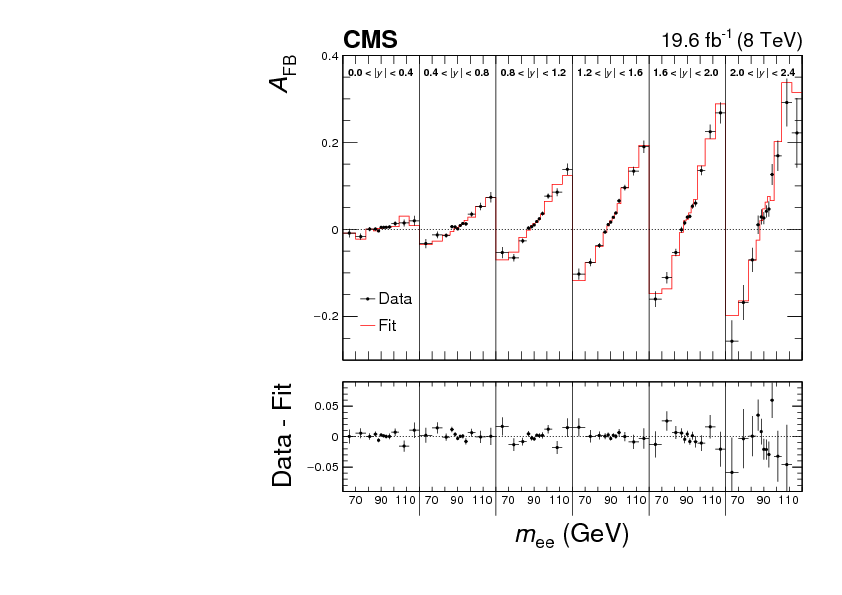 CMS 19.6 fb-1 (8 TeV)
AFB
0.4
0.2
0
−0.2
0.0 < |y| < 0.4 0.4 < |y| < 0.8 0.8 < |y| < 1.2 1.2 < |y| < 1.6 1.6 < |y| < 2.0 2.0 < |y| < 2.4
Data
Fit
Data - Fit
0.05
0
−0.05
70 90 110 70 90 110 70 90 110 70 90 110 70 90 110 70 90 110
mee (GeV)